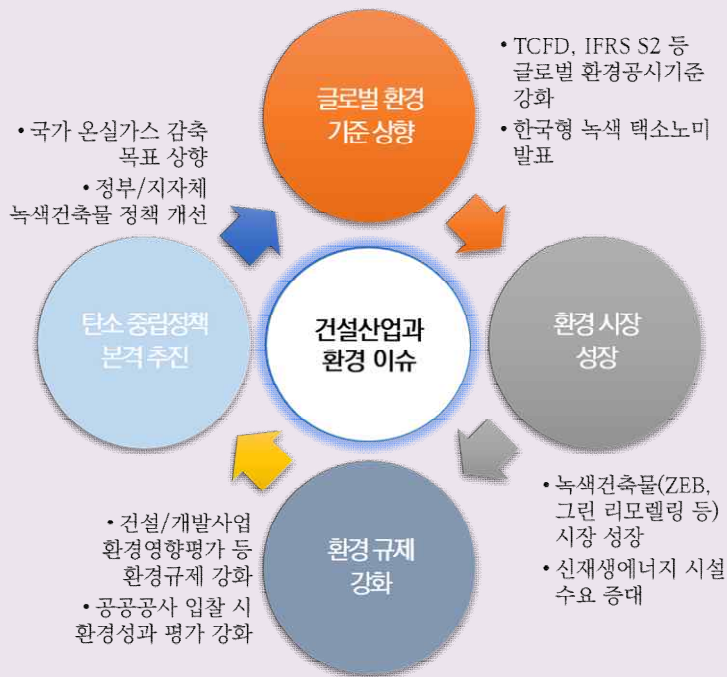 글로벌 환경
기준 상향
• TCFD, IFRS S2 등
글로벌 환경공시기준
강화
• 한국형 녹색 택소노미
발표
• 국가 온실가스 감축
목표 상향
• 정부/지자체
녹색건축물 정책 개선
탄소 중립정책
본격 추진
건설산업과
환경 이슈
환경 시장
성장
• 건설/개발사업
환경영향평가 등
환경규제 강화
• 공공공사 입찰 시
환경성과 평가 강화
환경 규제
강화
• 녹색건축물(ZEB,
그린 리모델링 등)
시장 성장
• 신재생에너지 시설
수요 증대